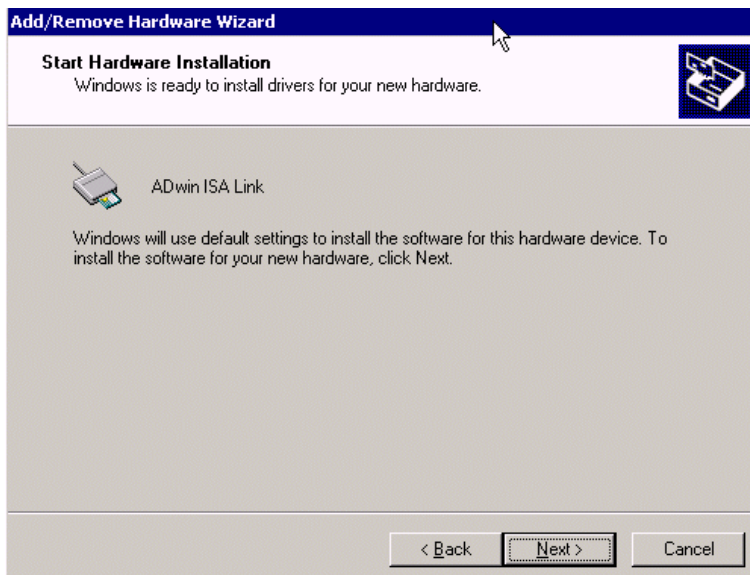 Add/Remove Hardware Wizard
Start Hardware Installation
Windows is ready to install drivers for your new hardware.
ADwin ISA Link
Windows will use default settings to install the software for this hardware device. To
install the software for your new hardware, click Next.
< Back
Next >
Cancel